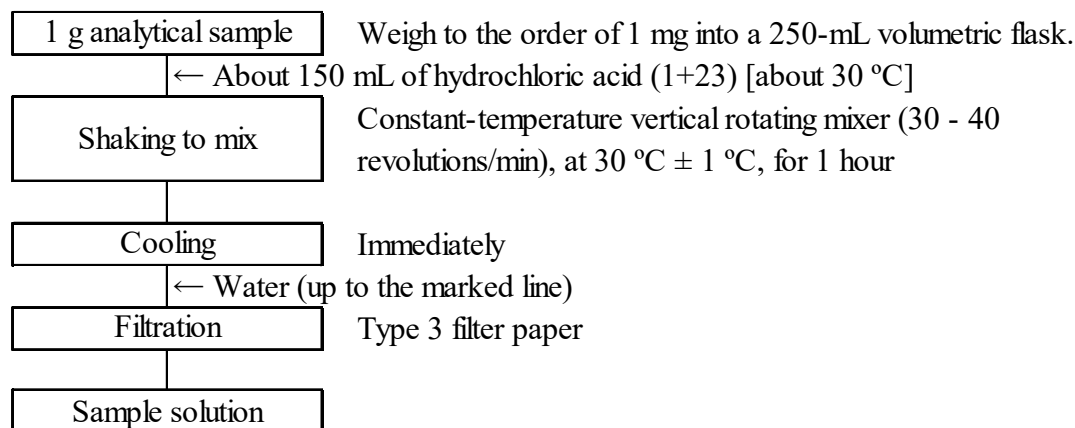 1 g analytical sample Weigh to the order of 1 mg into a 250-mL volumetric flask.
← About 150 mL of hydrochloric acid (1+23) [about 30 ºC]
Shaking to mix
Constant-temperature vertical rotating mixer (30 - 40
revolutions/min), at 30 ºC ± 1 ºC, for 1 hour
Cooling Immediately
← Water (up to the marked line)
Filtration Type 3 filter paper
Sample solution